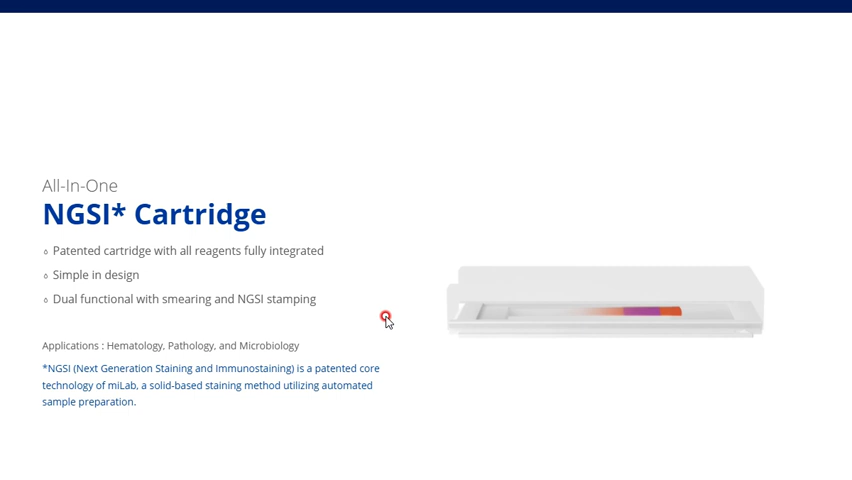 All-In-One
NGSI* Cartridge
Patented cartridge with all reagents fully integrated
Simple in design
Dual functional with smearing and NGSI stamping
Applications : Hematology, Pathology, and Microbiology
*NGSI (Next Generation Staining and Immunostaining) is a patented core
technology of miLab, a solid-based staining method utilizing automated
sample preparation.